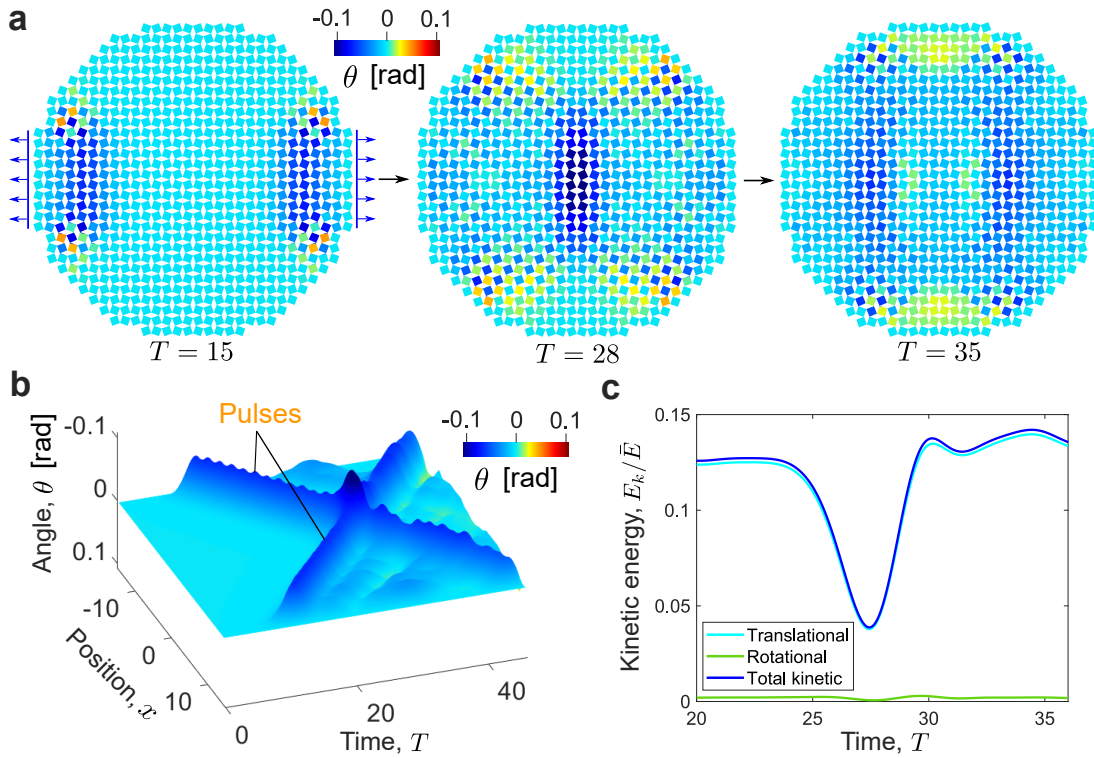 a
-0.1 0 0.1
θ [rad]
T = 15
T = 28
T = 35
b
Pulses
-0.1 0 0.1
θ [rad]
-0.1
0
0.1
Angle, θ [rad]
-10
0
10
Position, x
0
20
40
Time, T
c
0.15
0.1
0.05
0
Kinetic energy, E_k/Ē
Translational
Rotational
Total kinetic
20 25 30 35
Time, T